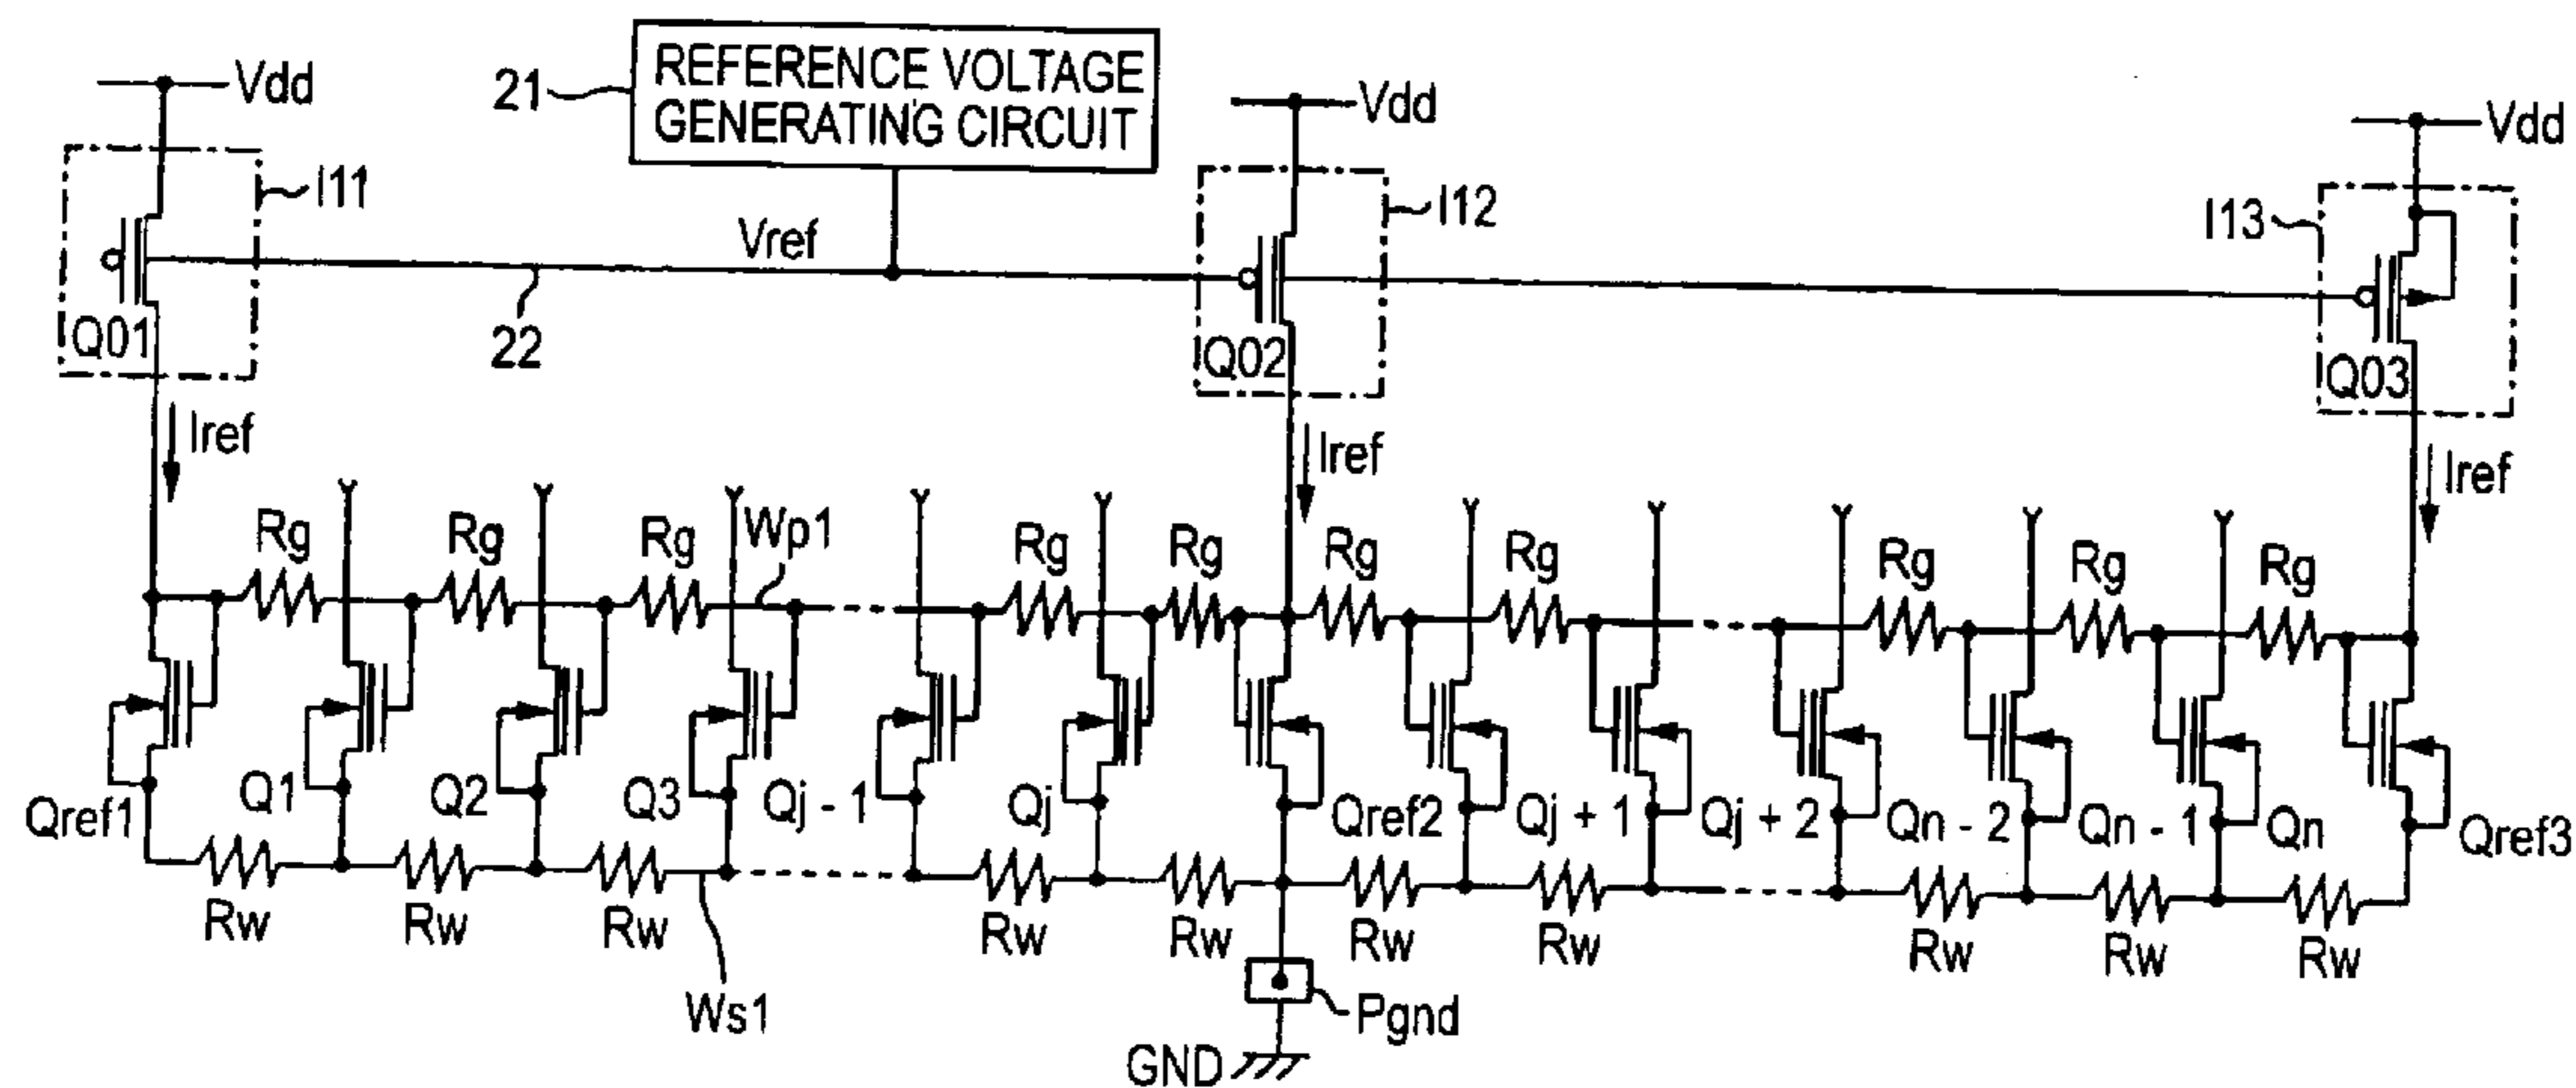 Vdd
21
REFERENCE VOLTAGE
GENERATING CIRCUIT
Vdd
Vdd
I11
I12
I13
Vref
22
Q01
Q02
Q03
Iref
Iref
Iref
Rg
Rg
Rg
Wp1
Rg
Rg
Rg
Rg
Rg
Rg
Rg
Qref1
Q1
Q2
Q3
Qj - 1
Qj
Qref2
Qj + 1
Qj + 2
Qn - 2
Qn - 1
Qn
Qref3
Rw
Rw
Rw
Rw
Rw
Rw
Rw
Rw
Rw
Rw
Ws1
Pgnd
GND